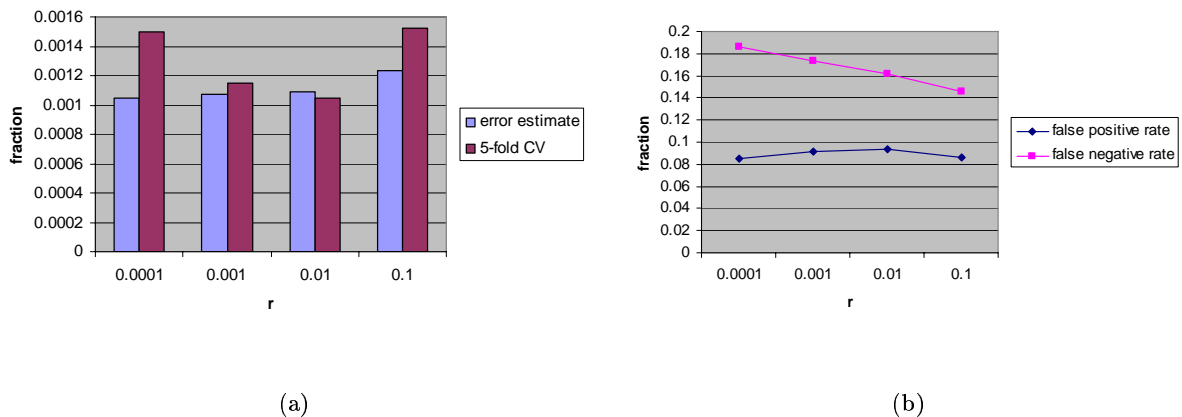 0.0016
0.0014
0.0012
0.001
0.0008
0.0006
0.0004
0.0002
0
fraction
0.0001 0.001 0.01 0.1
r
error estimate
5-fold CV
(a)
0.2
0.18
0.16
0.14
0.12
0.1
0.08
0.06
0.04
0.02
0
fraction
0.0001 0.001 0.01 0.1
r
false positive rate
false negative rate
(b)